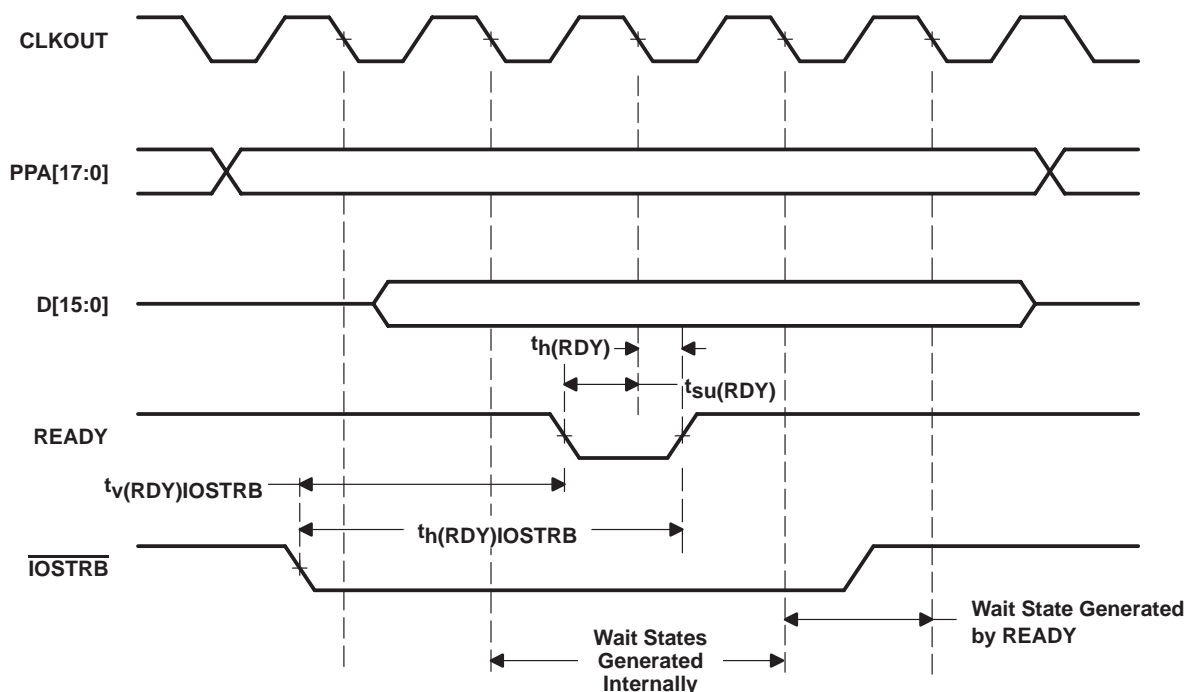 CLKOUT
PPA[17:0]
D[15:0]
th(RDY)
tsu(RDY)
READY
tv(RDY)IOSTRB
th(RDY)IOSTRB
IOSTRB
Wait State Generated
by READY
Wait States
Generated
Internally